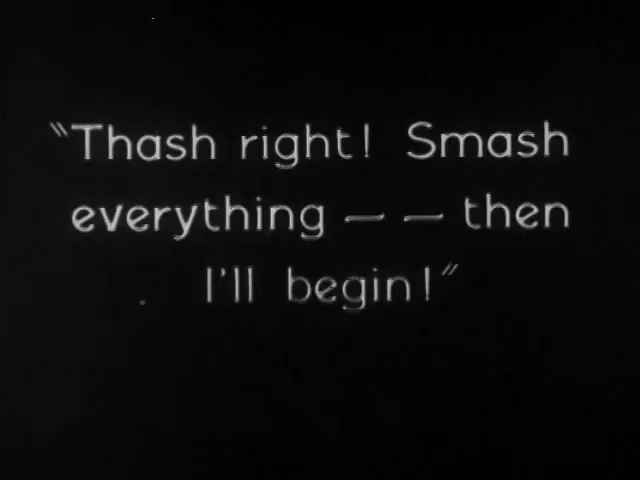 "Thash right! Smash
everything — — then
I'll begin!"